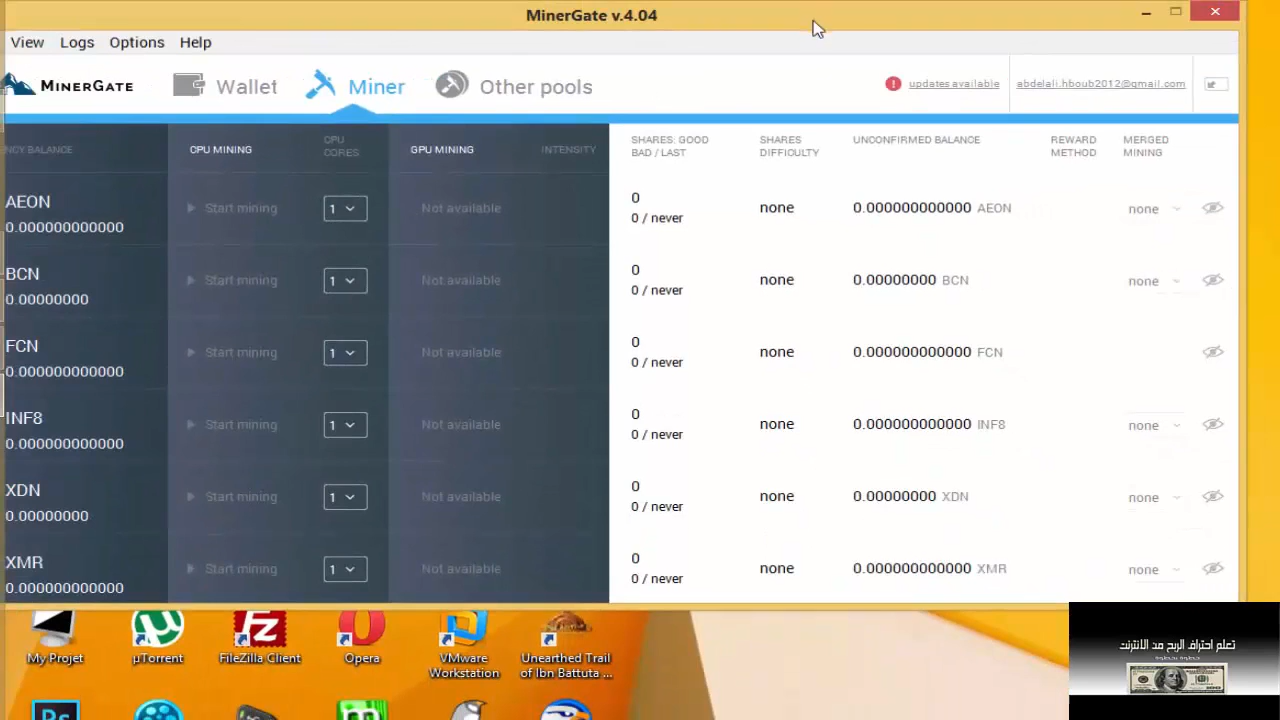 MinerGate v.4.04
View Logs Options Help
MINERGATE Wallet Miner Other pools updates available abdelali.hboub2012@gmail.com
NCY BALANCE CPU MINING CPU CORES GPU MINING INTENSITY SHARES: GOOD BAD / LAST SHARES DIFFICULTY UNCONFIRMED BALANCE REWARD METHOD MERGED MINING
AEON
0.000000000000 Start mining 1 Not available 0
0 / never none 0.000000000000 AEON none
BCN
0.00000000 Start mining 1 Not available 0
0 / never none 0.00000000 BCN none
FCN
0.000000000000 Start mining 1 Not available 0
0 / never none 0.000000000000 FCN
INF8
0.000000000000 Start mining 1 Not available 0
0 / never none 0.000000000000 INF8 none
XDN
0.00000000 Start mining 1 Not available 0
0 / never none 0.00000000 XDN none
XMR
0.000000000000 Start mining 1 Not available 0
0 / never none 0.000000000000 XMR none
My Projet µTorrent FileZilla Client Opera VMware Workstation Unearthed Trail of Ibn Battuta ...
تعلم احتراف الربح مد الانترنت
Ps